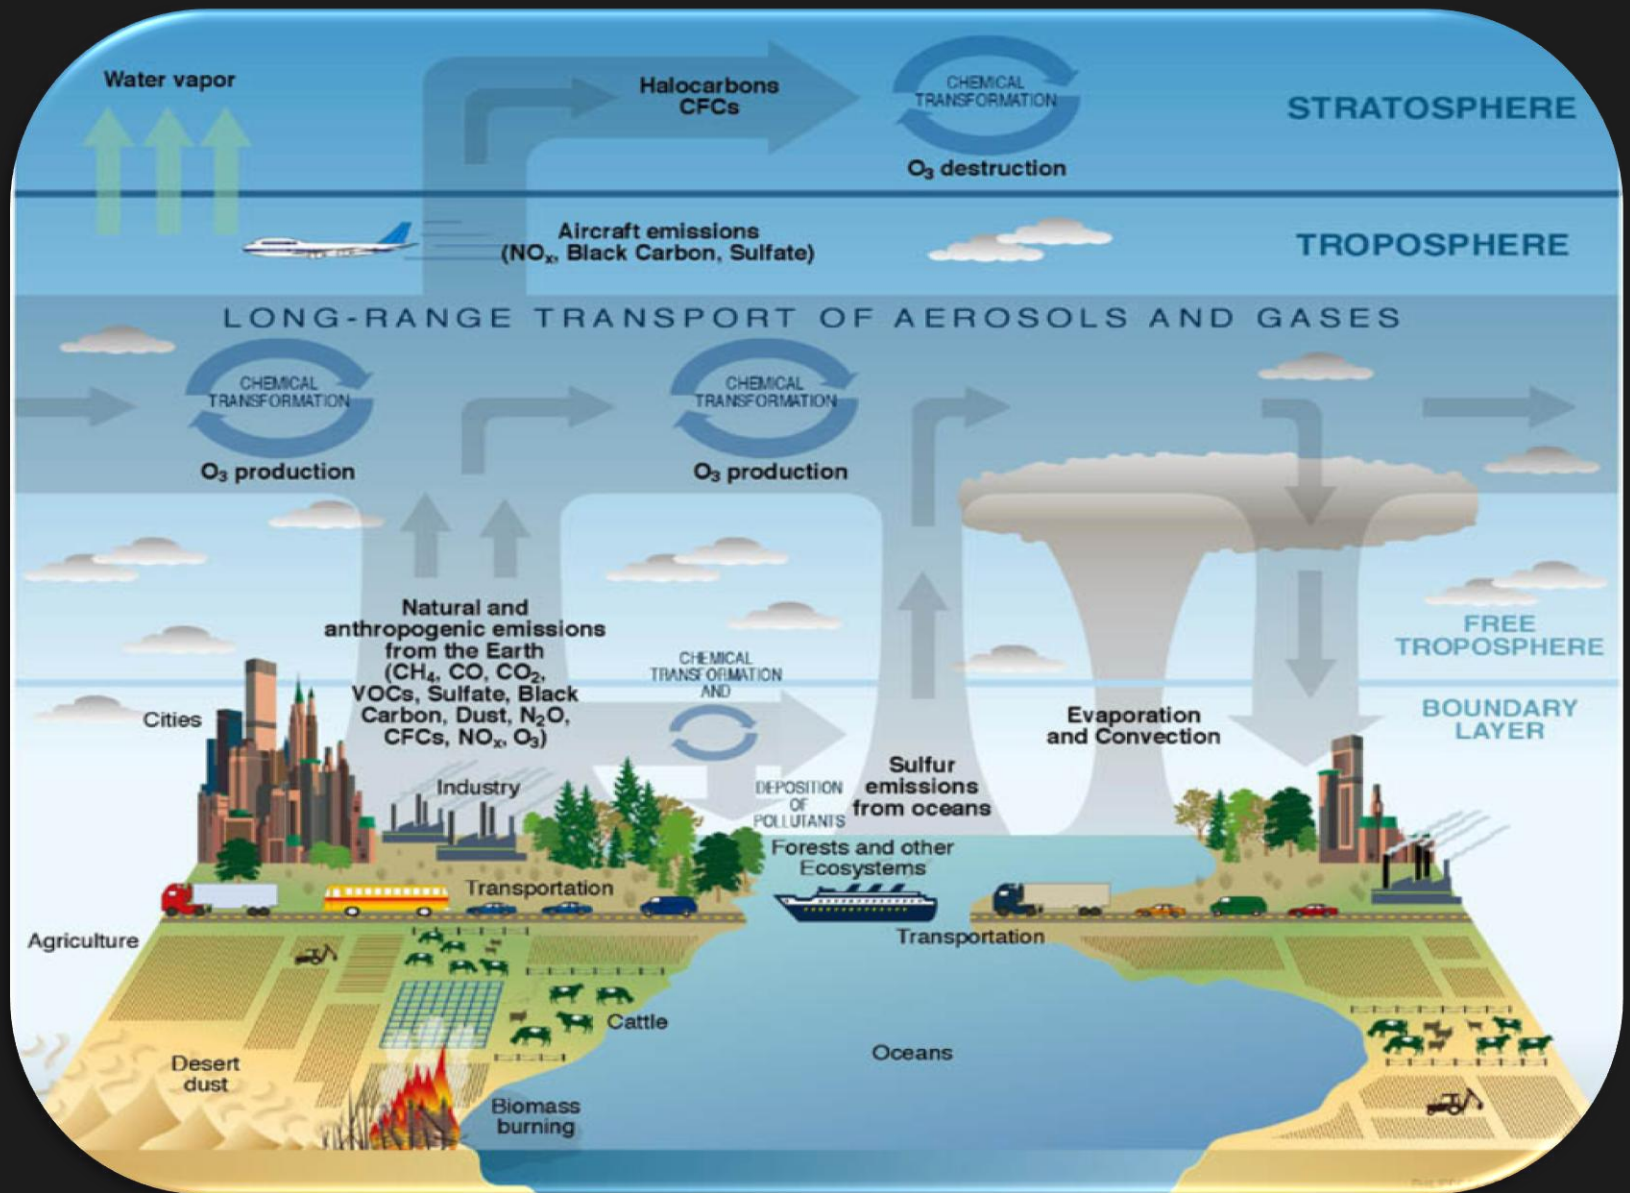 Water vapor
Halocarbons
CFCs
CHEMICAL
TRANSFORMATION
O₃ destruction
STRATOSPHERE
Aircraft emissions
(NOₓ, Black Carbon, Sulfate)
TROPOSPHERE
LONG-RANGE TRANSPORT OF AEROSOLS AND GASES
CHEMICAL
TRANSFORMATION
O₃ production
CHEMICAL
TRANSFORMATION
O₃ production
Natural and
anthropogenic emissions
from the Earth
(CH₄, CO, CO₂,
VOCs, Sulfate, Black
Carbon, Dust, N₂O,
CFCs, NOₓ, O₃)
CHEMICAL
TRANSFORMATION
AND
FREE
TROPOSPHERE
BOUNDARY
LAYER
Cities
Evaporation
and Convection
Industry
DEPOSITION
OF
POLLUTANTS
Sulfur
emissions
from oceans
Forests and other
Ecosystems
Transportation
Transportation
Agriculture
Cattle
Oceans
Desert
dust
Biomass
burning